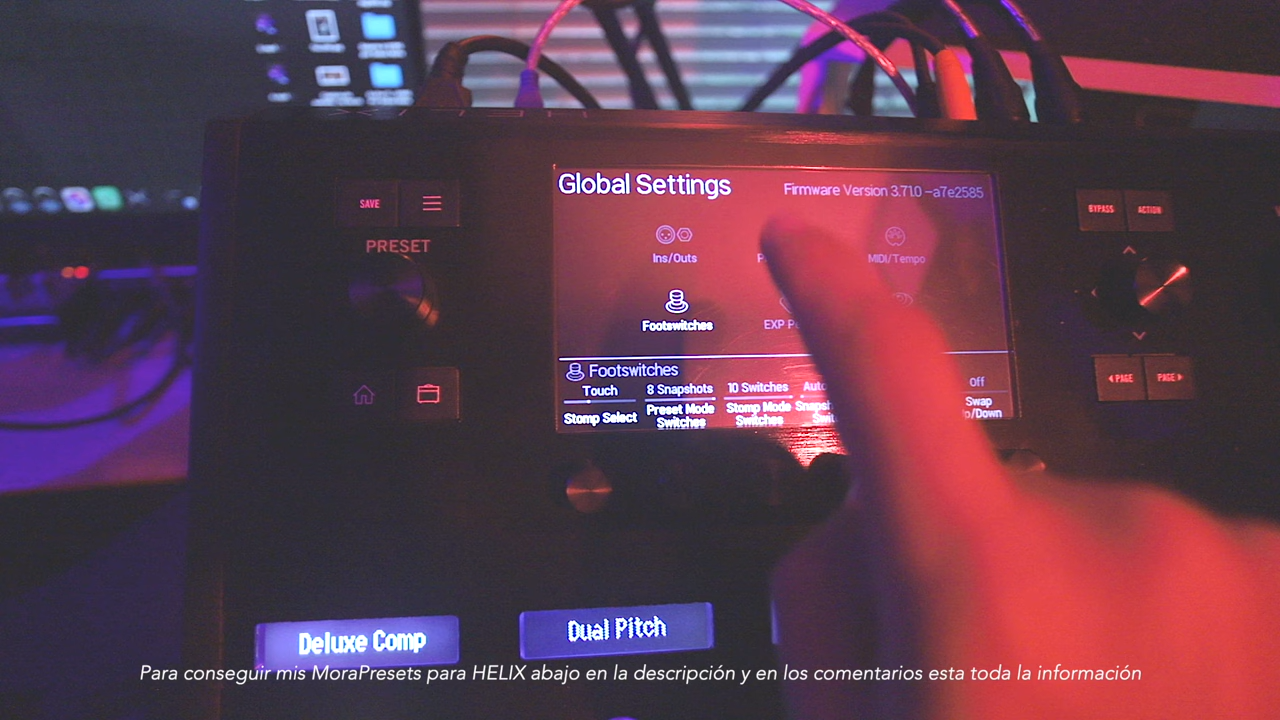 Global Settings
Firmware Version 3.71.0 -a7e2585
SAVE
PRESET
BYPASS
ACTION
Ins/Outs
MIDI/Tempo
Footswitches
EXP
Footswitches
Touch
8 Snapshots
10 Switches
Off
Stomp Select
Preset Mode
Switches
Stomp Mode
Switches
Swap
PAGE
PAGE
Deluxe Comp
Dual Pitch
Para conseguir mis MoraPresets para HELIX abajo en la descripción y en los comentarios esta toda la información